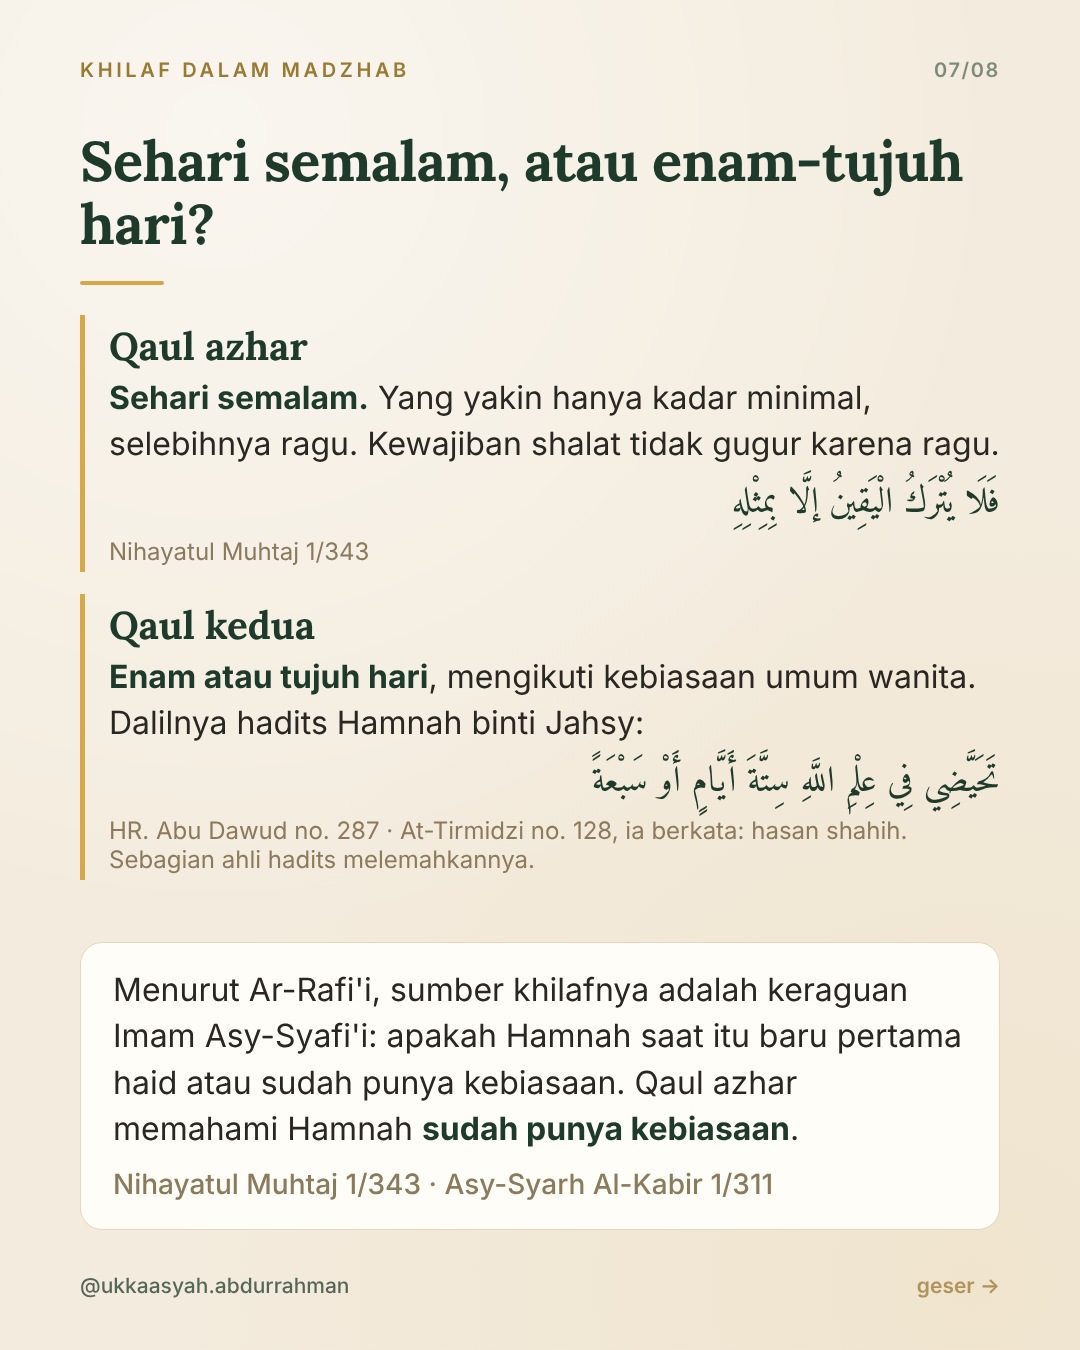 KHILAF DALAM MADZHAB
07/08
Sehari semalam, atau enam-tujuh
hari?
Qaul azhar
Sehari semalam. Yang yakin hanya kadar minimal,
selebihnya ragu. Kewajiban shalat tidak gugur karena ragu.
فَلَا يُتْرَكُ الْيَقِينُ إلَّا بِمِثْلِهِ
Nihayatul Muhtaj 1/343
Qaul kedua
Enam atau tujuh hari, mengikuti kebiasaan umum wanita.
Dalilnya hadits Hamnah binti Jahsy:
تَحَيَّضِي فِي عِلْمِ اللَّهِ سِتَّةَ أَيَّامٍ أَوْ سَبْعَةً
HR. Abu Dawud no. 287 · At-Tirmidzi no. 128, ia berkata: hasan shahih.
Sebagian ahli hadits melemahkannya.
Menurut Ar-Rafi'i, sumber khilafnya adalah keraguan
Imam Asy-Syafi'i: apakah Hamnah saat itu baru pertama
haid atau sudah punya kebiasaan. Qaul azhar
memahami Hamnah sudah punya kebiasaan.
Nihayatul Muhtaj 1/343 · Asy-Syarh Al-Kabir 1/311
@ukkaasyah.abdurrahman
geser →